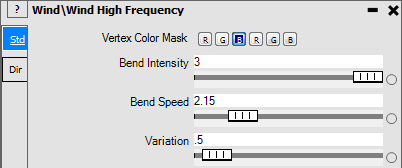 ? Wind\Wind High Frequency
Std Vertex Color Mask R G B R G B
Dir Bend Intensity 3
Bend Speed 2.15
Variation .5